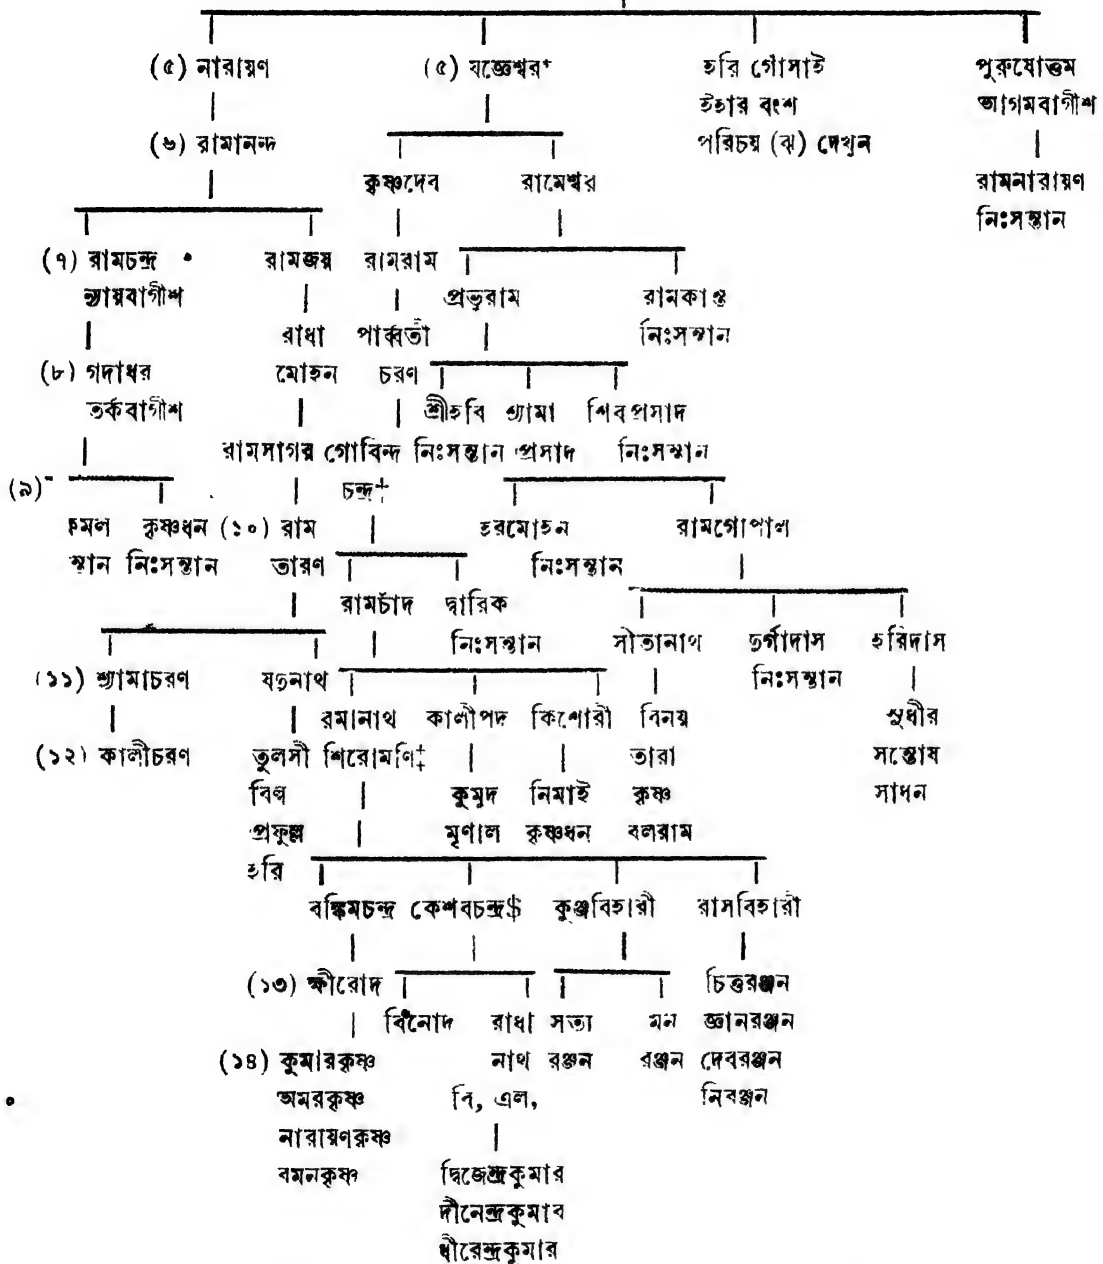 (৫) নারায়ণ (৫) যজ্ঞেশ্বর+ হরি গোঁসাই পুরুষোত্তম
ইহার বংশ আগমবাগীশ
(৬) রামানন্দ পরিচয় (ঝ) দেখুন
কৃষ্ণদেব রামেশ্বর রামনারায়ণ
নিঃসন্তান
(৭) রামচন্দ্র রামজয় রামরাম
ন্যায়বাগীশ প্রভুরাম রামকান্ত
রাধা পার্ব্বতী নিঃসন্তান
(৮) গদাধর মোহন চরণ
তর্কবাগীশ শ্রীহরি শ্যামা শিবপ্রসাদ
রামসাগর গোবিন্দ নিঃসন্তান প্রসাদ নিঃসন্তান
(৯) চন্দ্র†
কমল কৃষ্ণধন (১০) রাম হরমোহন রামগোপাল
ন্তান নিঃসন্তান তারণ নিঃসন্তান
রামচাঁদ দ্বারিক
নিঃসন্তান সীতানাথ দুর্গাদাস হরিদাস
(১১) শ্যামাচরণ যদুনাথ নিঃসন্তান
রমানাথ কালীপদ কিশোরী বিনয় সুধীর
(১২) কালীচরণ তুলসী শিরোমণি‡ তারা সন্তোষ
বিল্ব কুমুদ নিমাই কৃষ্ণ সাধন
প্রফুল্ল মৃণাল কৃষ্ণধন বলরাম
হরি
বঙ্কিমচন্দ্র কেশবচন্দ্র$ কুঞ্জবিহারী রাসবিহারী
(১৩) ক্ষীরোদ চিত্তরঞ্জন
বিনোদ রাধা সত্য মন জ্ঞানরঞ্জন
(১৪) কুমারকৃষ্ণ নাথ রঞ্জন রঞ্জন দেবরঞ্জন
অমরকৃষ্ণ বি, এল, নিবঞ্জন
নারায়ণকৃষ্ণ
বমনকৃষ্ণ দ্বিজেন্দ্রকুমার
দীনেন্দ্রকুমাব
ধীরেন্দ্রকুমার